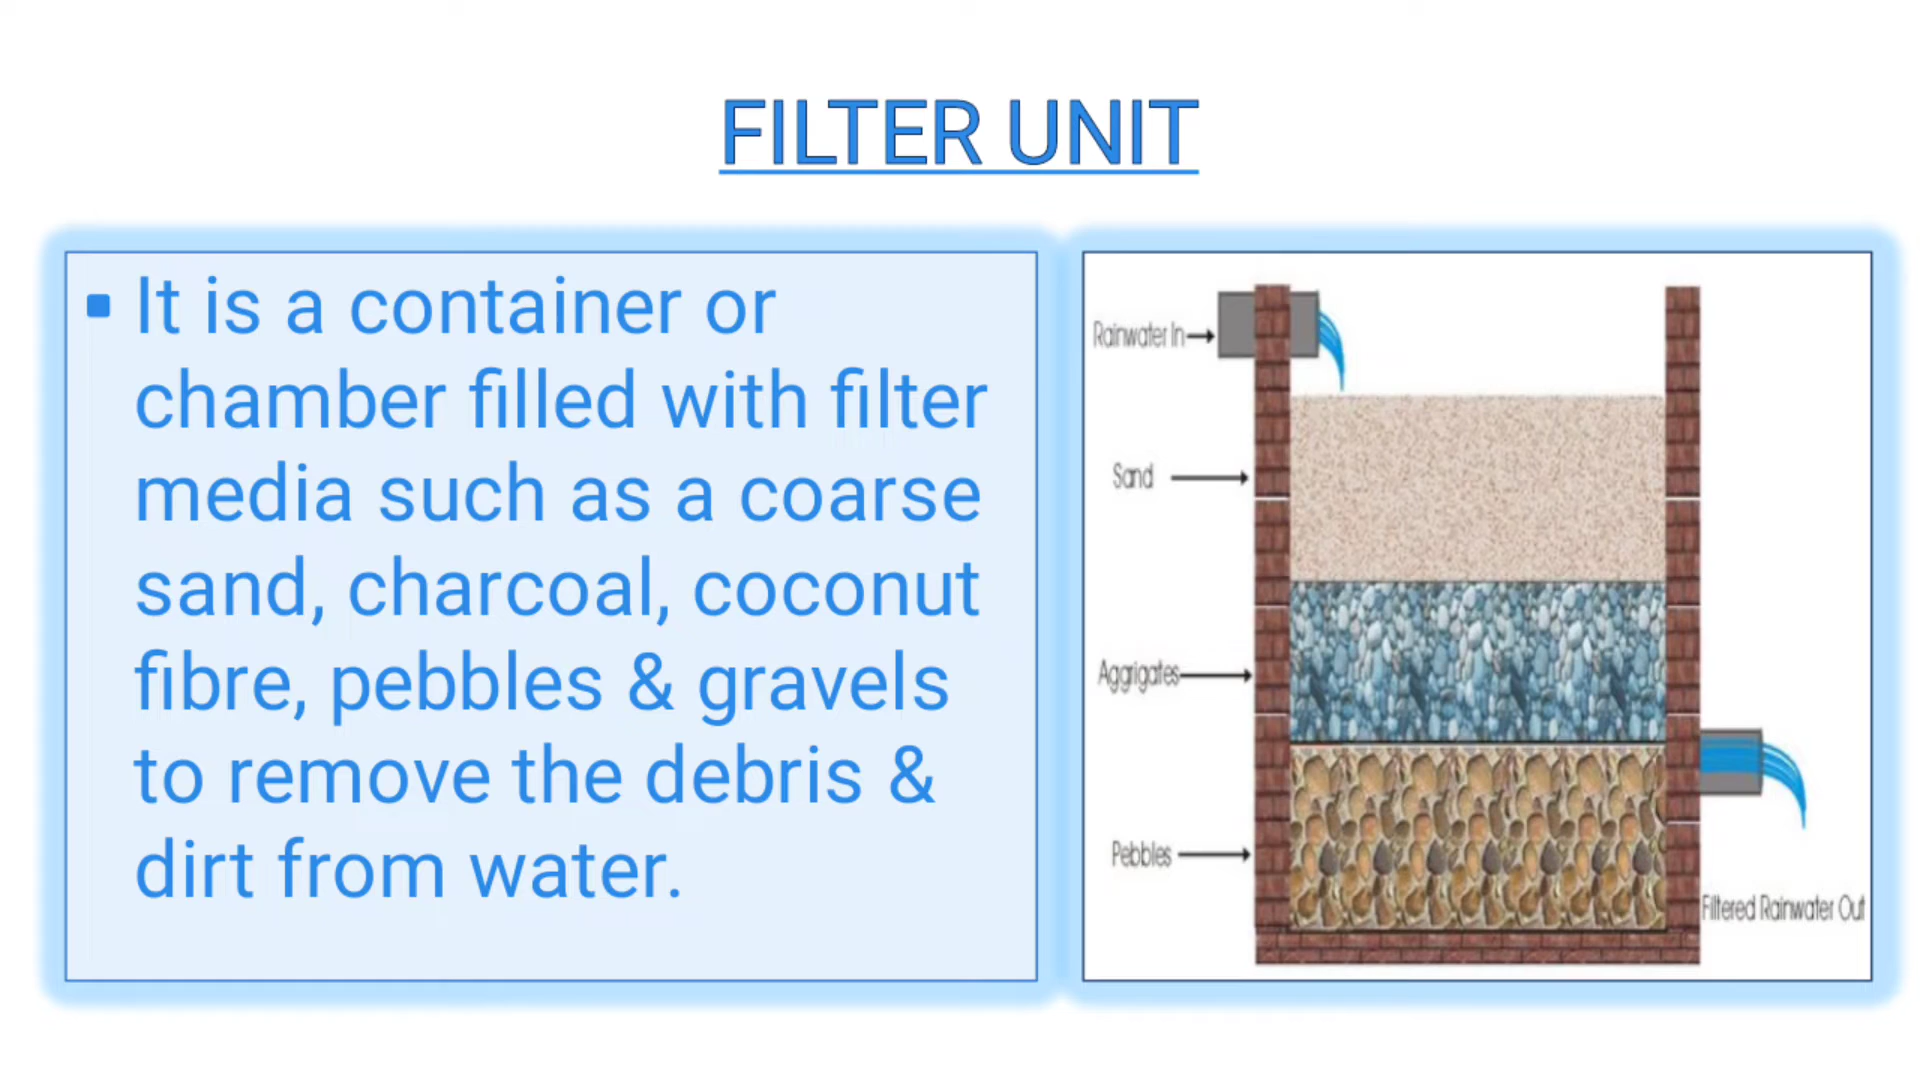 FILTER UNIT
▪ It is a container or
chamber filled with filter
media such as a coarse
sand, charcoal, coconut
fibre, pebbles & gravels
to remove the debris &
dirt from water.
Rainwater In
Sand
Aggrigates
Pebbles
Filtered Rainwater Out